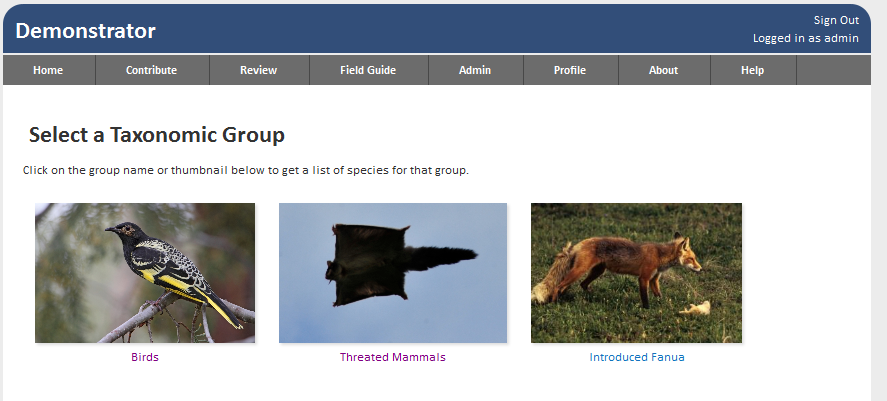 Demonstrator
Sign Out
Logged in as admin
Home Contribute Review Field Guide Admin Profile About Help
Select a Taxonomic Group
Click on the group name or thumbnail below to get a list of species for that group.
Birds Threated Mammals Introduced Fanua